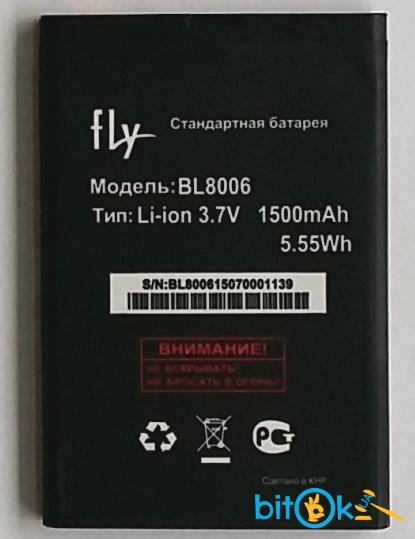 fly
Стандартная батарея
Модель: BL8006
Тип: Li-ion 3.7V 1500mAh
5.55Wh
S/N:BL800615070001139
ВНИМАНИЕ!
НЕ ВСКРЫВАТЬ!
НЕ БРОСАТЬ В ОГОНЬ!
Сделано в КНР
bitOk
UA